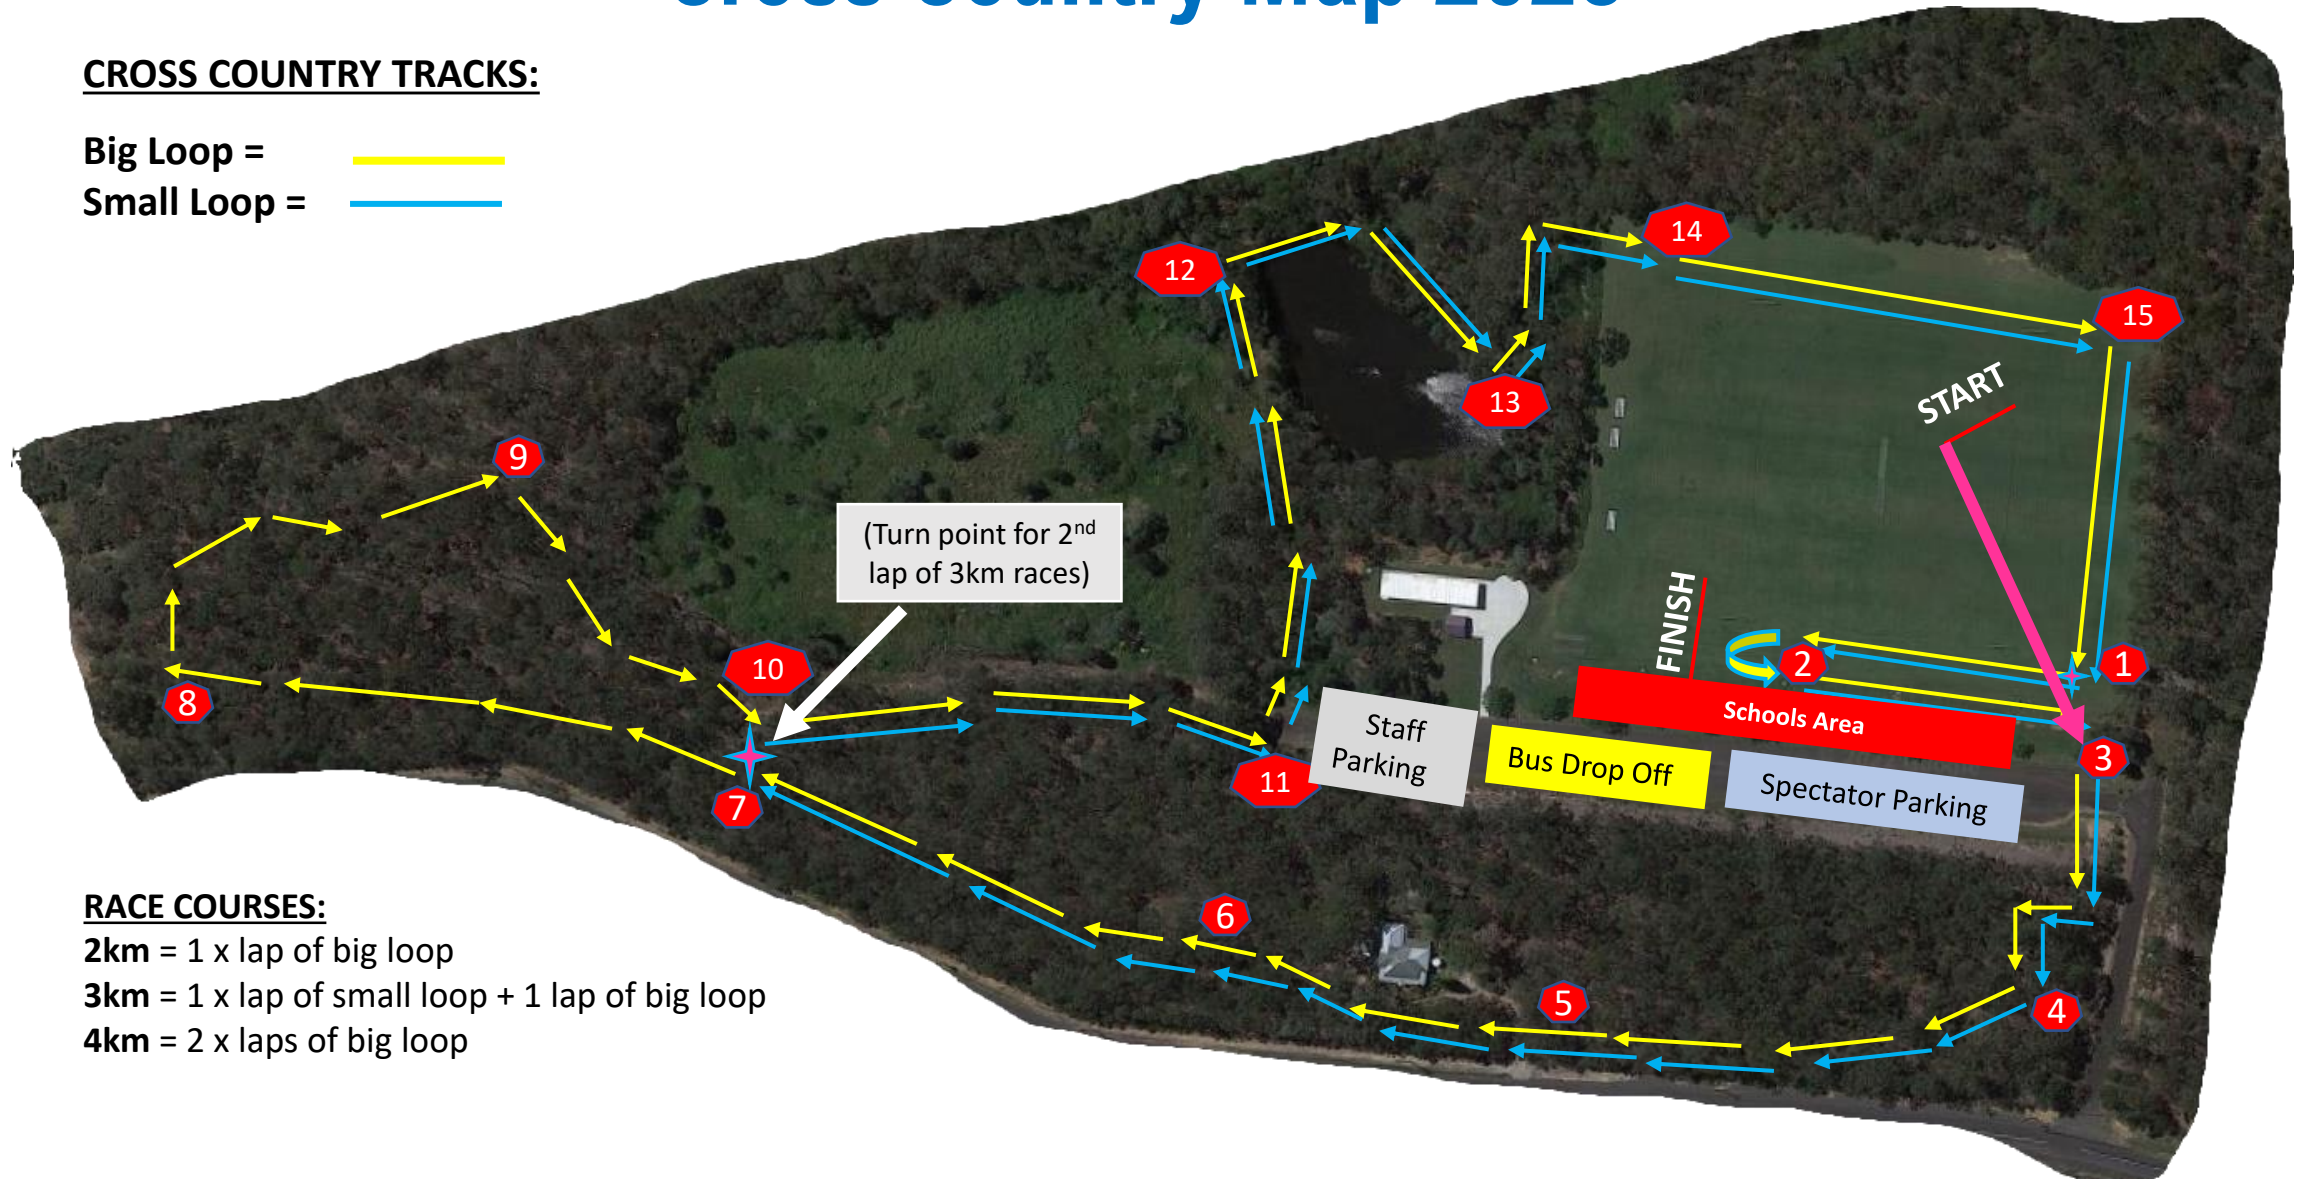 Cross Country Map
CROSS COUNTRY TRACKS:
Big Loop =
Small Loop =
12
14
15
13
START
9
(Turn point for 2nd
lap of 3km races)
FINISH
10
2
1
8
Schools Area
Staff
Parking
Bus Drop Off
Spectator Parking
3
11
7
6
5
4
RACE COURSES:
2km = 1 x lap of big loop
3km = 1 x lap of small loop + 1 lap of big loop
4km = 2 x laps of big loop